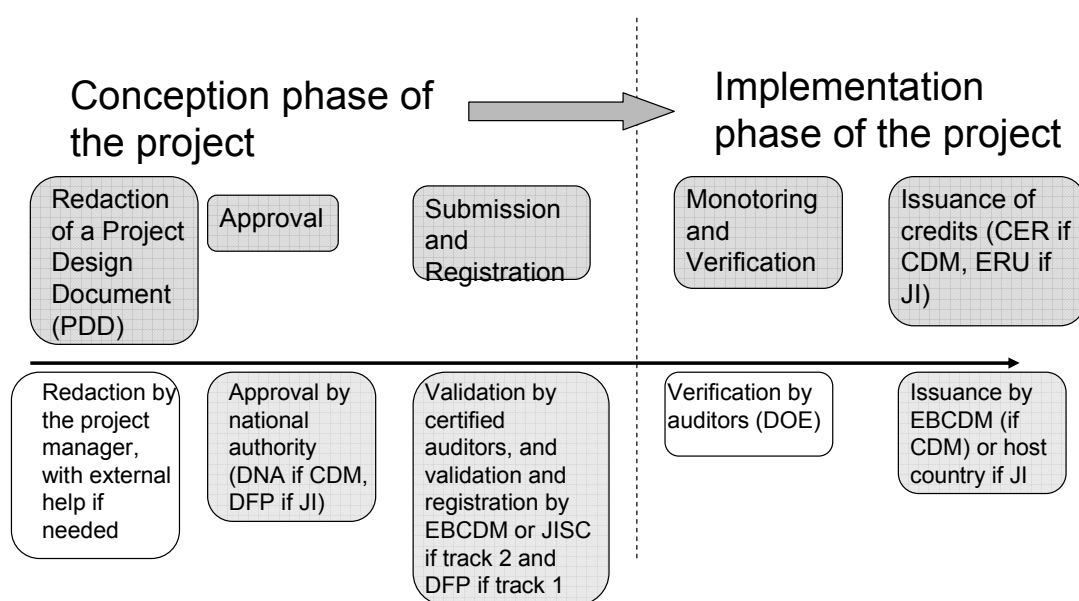 Conception phase of
the project
Implementation
phase of the project
Redaction
of a Project
Design
Document
(PDD)
Approval
Submission
and
Registration
Monotoring
and
Verification
Issuance of
credits (CER if
CDM, ERU if
JI)
Redaction by
the project
manager,
with external
help if
needed
Approval by
national
authority
(DNA if CDM,
DFP if JI)
Validation by
certified
auditors, and
validation and
registration by
EBCDM or JISC
if track 2 and
DFP if track 1
Verification by
auditors (DOE)
Issuance by
EBCDM (if
CDM) or host
country if JI